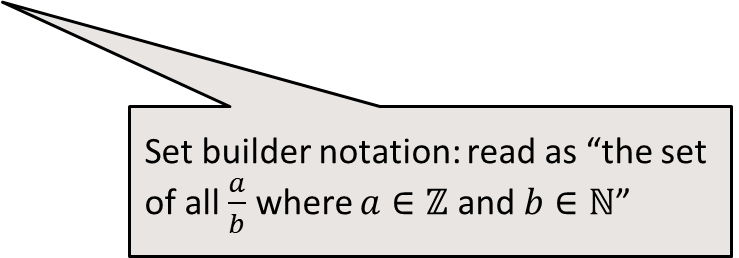 Set builder notation: read as “the set
of all a/b where a ∈ ℤ and b ∈ ℕ”